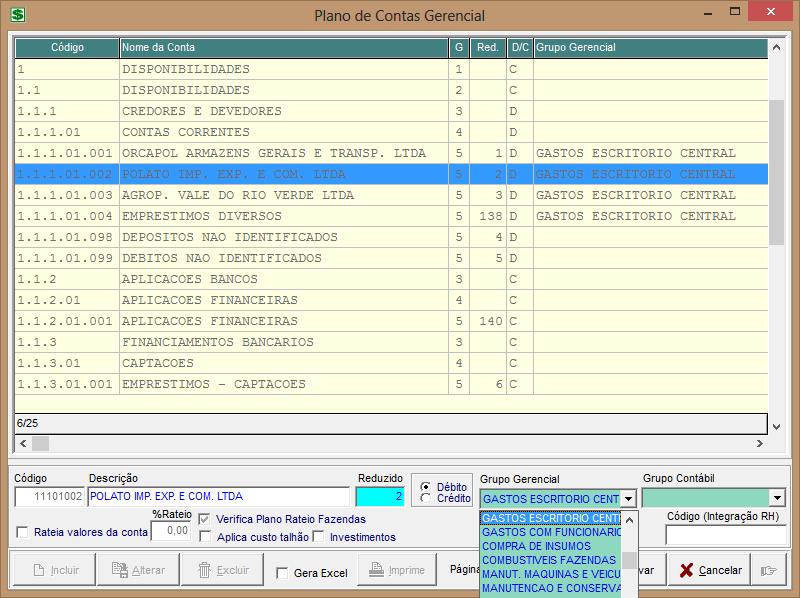 Plano de Contas Gerencial
Código Nome da Conta G Red. D/C Grupo Gerencial
1 DISPONIBILIDADES 1 C
1.1 DISPONIBILIDADES 2 C
1.1.1 CREDORES E DEVEDORES 3 D
1.1.1.01 CONTAS CORRENTES 4 D
1.1.1.01.001 ORCAPOL ARMAZENS GERAIS E TRANSP. LTDA 5 1 D GASTOS ESCRITORIO CENTRAL
1.1.1.01.002 POLATO IMP. EXP. E COM. LTDA 5 2 D GASTOS ESCRITORIO CENTRAL
1.1.1.01.003 AGROP. VALE DO RIO VERDE LTDA 5 3 D GASTOS ESCRITORIO CENTRAL
1.1.1.01.004 EMPRESTIMOS DIVERSOS 5 138 D GASTOS ESCRITORIO CENTRAL
1.1.1.01.098 DEPOSITOS NAO IDENTIFICADOS 5 4 D
1.1.1.01.099 DEBITOS NAO IDENTIFICADOS 5 5 D
1.1.2 APLICACOES BANCOS 3 C
1.1.2.01 APLICACOES FINANCEIRAS 4 C
1.1.2.01.001 APLICACOES FINANCEIRAS 5 140 C
1.1.3 FINANCIAMENTOS BANCARIOS 3 C
1.1.3.01 CAPTACOES 4 C
1.1.3.01.001 EMPRESTIMOS - CAPTACOES 5 6 C
6/25
Código Descrição Reduzido Débito Crédito Grupo Gerencial Grupo Contábil
11101002 POLATO IMP. EXP. E COM. LTDA 2 GASTOS ESCRITORIO CENT
Rateia valores da conta %Rateio 0,00 Verifica Plano Rateio Fazendas
Aplica custo talhão Investimentos
Código (Integração RH)
GASTOS ESCRITORIO CENT
GASTOS COM FUNCIONARIO
COMPRA DE INSUMOS
COMBUSTIVEIS FAZENDAS
MANUT. MAQUINAS E VEICU
MANUTENCAO E CONSERVA
Incluir Alterar Excluir Gera Excel Imprime Págin var Cancelar